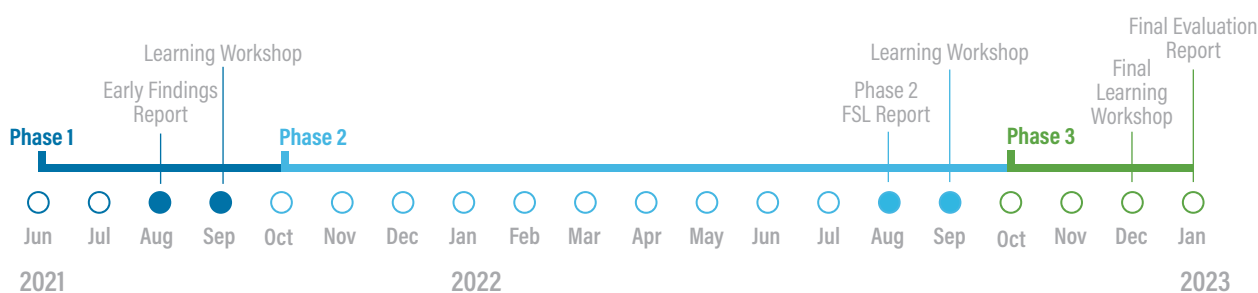 Final Evaluation
Report
Learning Workshop
Learning Workshop
Early Findings
Report
Phase 2
FSL Report
Final
Learning
Workshop
Phase 1
Phase 2
Phase 3
Jun Jul Aug Sep Oct Nov Dec Jan Feb Mar Apr May Jun Jul Aug Sep Oct Nov Dec Jan
2021 2022 2023